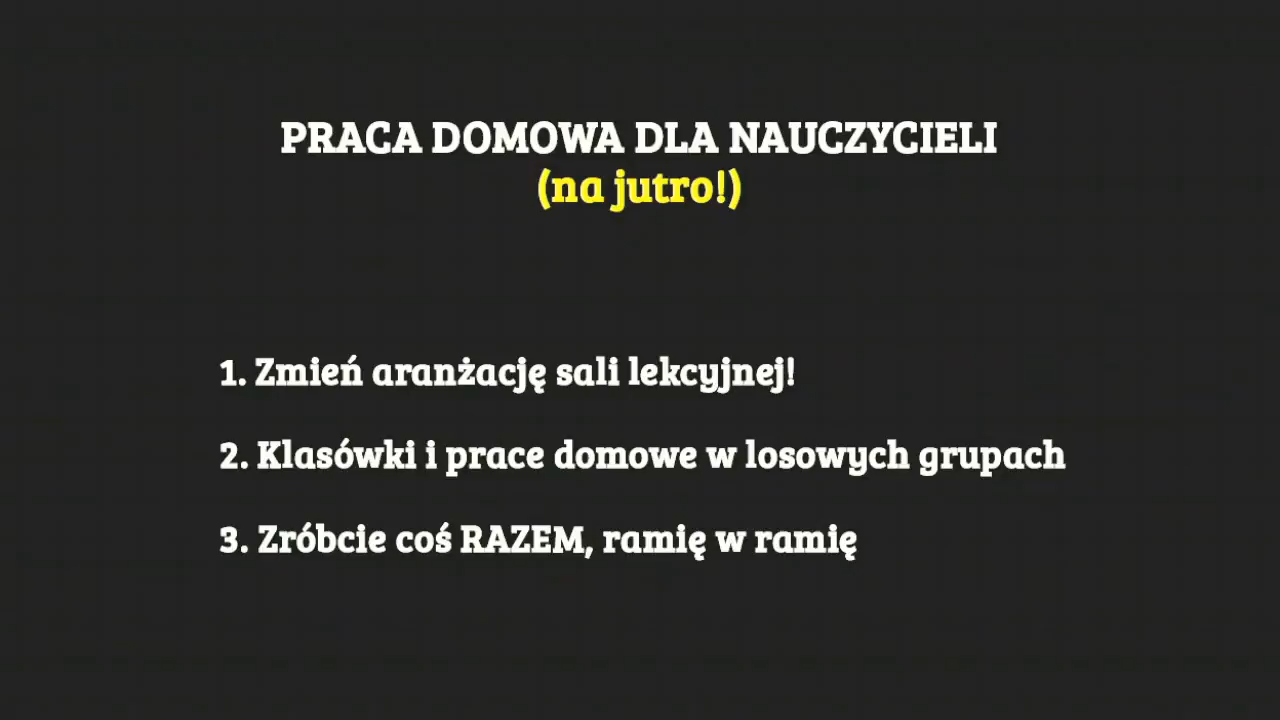 PRACA DOMOWA DLA NAUCZYCIELI
(na jutro!)
1. Zmień aranżację sali lekcyjnej!
2. Klasówki i prace domowe w losowych grupach
3. Zróbcie coś RAZEM, ramię w ramię